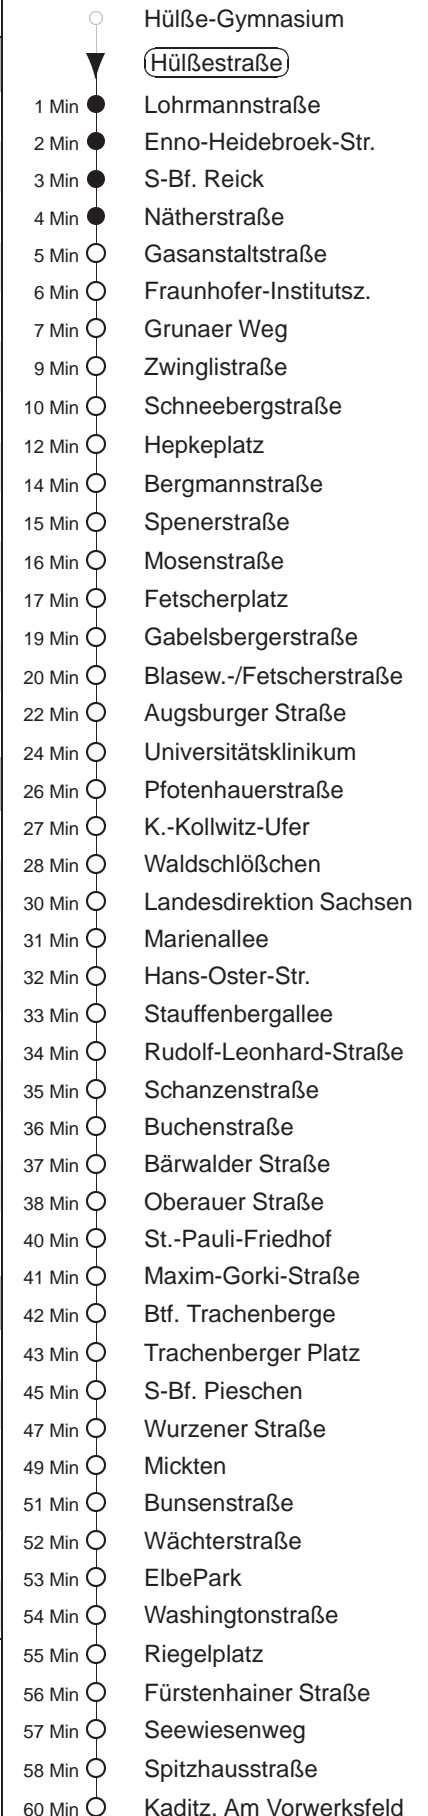 Hülße-Gymnasium
Hülßestraße
1 Min Lohrmannstraße
2 Min Enno-Heidebroek-Str.
3 Min S-Bf. Reick
4 Min Nätherstraße
5 Min Gasanstaltstraße
6 Min Fraunhofer-Institutsz.
7 Min Grunaer Weg
9 Min Zwinglistraße
10 Min Schneebergstraße
12 Min Hepkeplatz
14 Min Bergmannstraße
15 Min Spenerstraße
16 Min Mosenstraße
17 Min Fetscherplatz
19 Min Gabelsbergerstraße
20 Min Blasew.-/Fetscherstraße
22 Min Augsburger Straße
24 Min Universitätsklinikum
26 Min Pfotenhauerstraße
27 Min K.-Kollwitz-Ufer
28 Min Waldschlößchen
30 Min Landesdirektion Sachsen
31 Min Marienallee
32 Min Hans-Oster-Str.
33 Min Stauffenbergallee
34 Min Rudolf-Leonhard-Straße
35 Min Schanzenstraße
36 Min Buchenstraße
37 Min Bärwalder Straße
38 Min Oberauer Straße
40 Min St.-Pauli-Friedhof
41 Min Maxim-Gorki-Straße
42 Min Btf. Trachenberge
43 Min Trachenberger Platz
45 Min S-Bf. Pieschen
47 Min Wurzener Straße
49 Min Mickten
51 Min Bunsenstraße
52 Min Wächterstraße
53 Min ElbePark
54 Min Washingtonstraße
55 Min Riegelplatz
56 Min Fürstenhainer Straße
57 Min Seewiesenweg
58 Min Spitzhausstraße
60 Min Kaditz, Am Vorwerksfeld